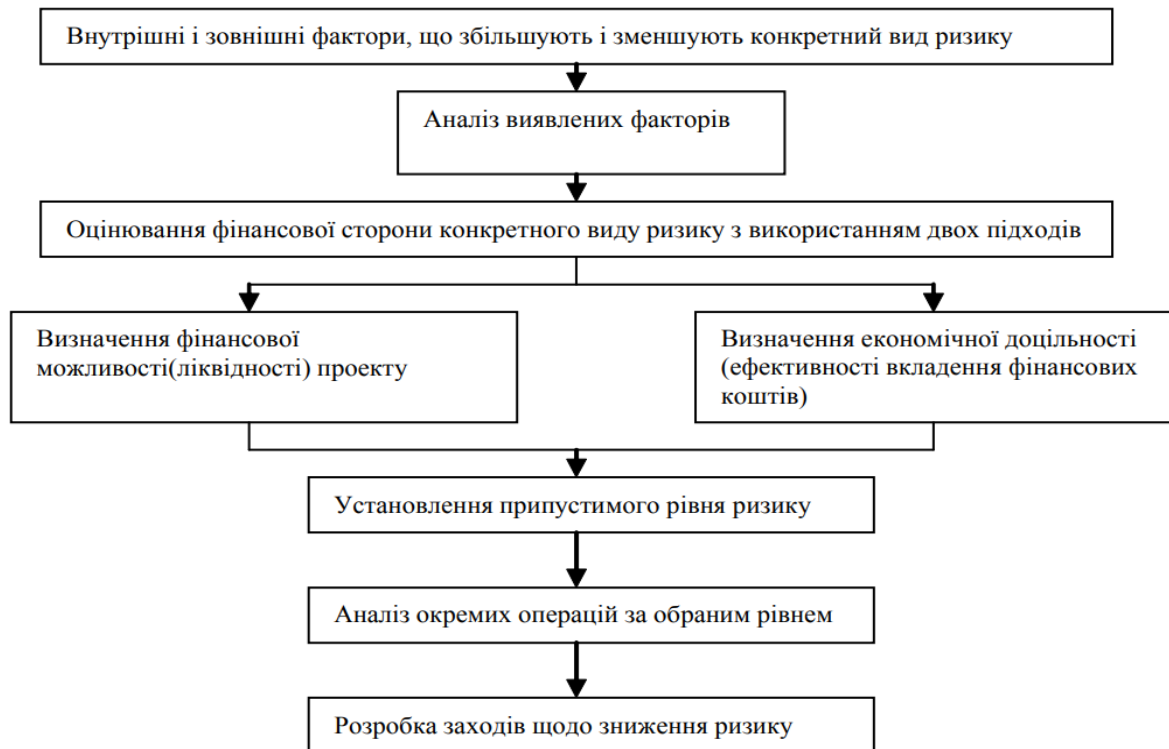 Внутрішні і зовнішні фактори, що збільшують і зменшують конкретний вид ризику
Аналіз виявлених факторів
Оцінювання фінансової сторони конкретного виду ризику з використанням двох підходів
Визначення фінансової
можливості(ліквідності) проекту
Визначення економічної доцільності
(ефективності вкладення фінансових
коштів)
Установлення припустимого рівня ризику
Аналіз окремих операцій за обраним рівнем
Розробка заходів щодо зниження ризику